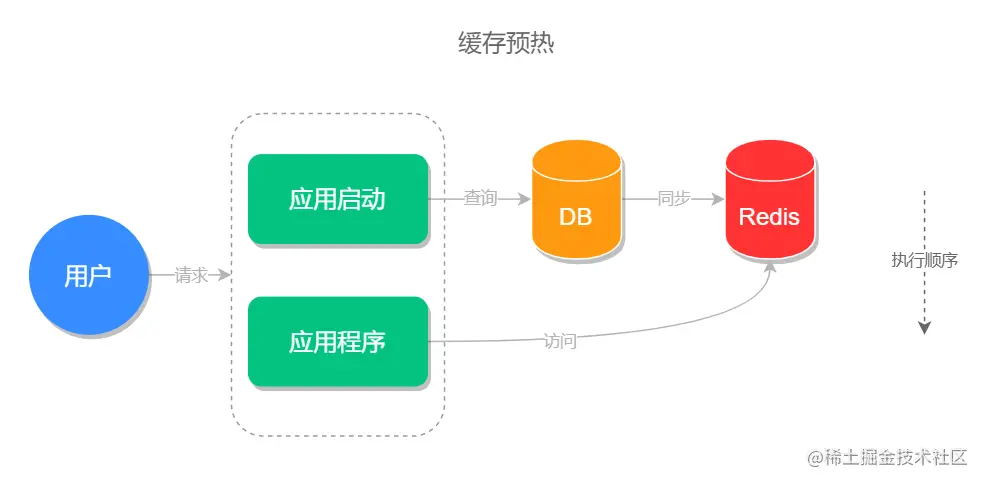 缓存预热
应用启动
查询
DB
同步
Redis
用户
请求
执行顺序
应用程序
访问
@稀土掘金技术社区